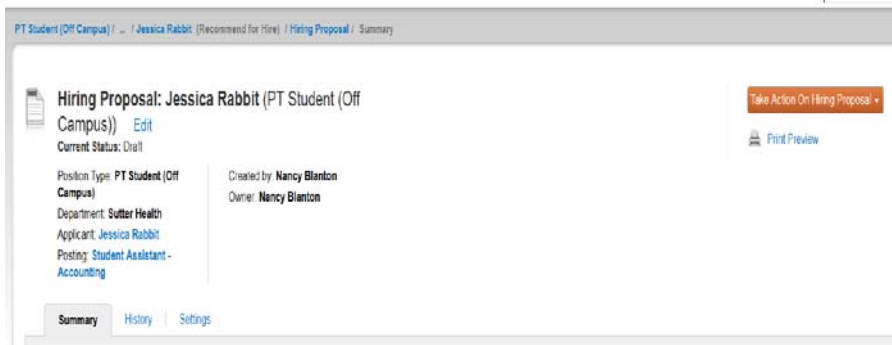 PT Student (Off Campus) / ... / Jessica Rabbit (Recommend for Hire) / Hiring Proposal / Summary
Hiring Proposal: Jessica Rabbit (PT Student (Off
Campus)) Edit
Current Status: Draft
Position Type: PT Student (Off
Campus)
Department: Sutter Health
Applicant: Jessica Rabbit
Posting: Student Assistant -
Accounting
Created by: Nancy Blanton
Owner: Nancy Blanton
Take Action On Hiring Proposal
Print Preview
Summary History Settings